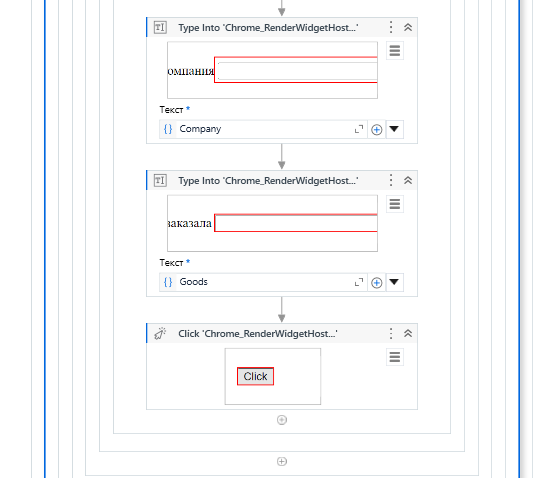 Type Into 'Chrome_RenderWidgetHost...'
омпания
Текст *
Company
Type Into 'Chrome_RenderWidgetHost...'
заказала
Текст *
Goods
Click 'Chrome_RenderWidgetHost...'
Click